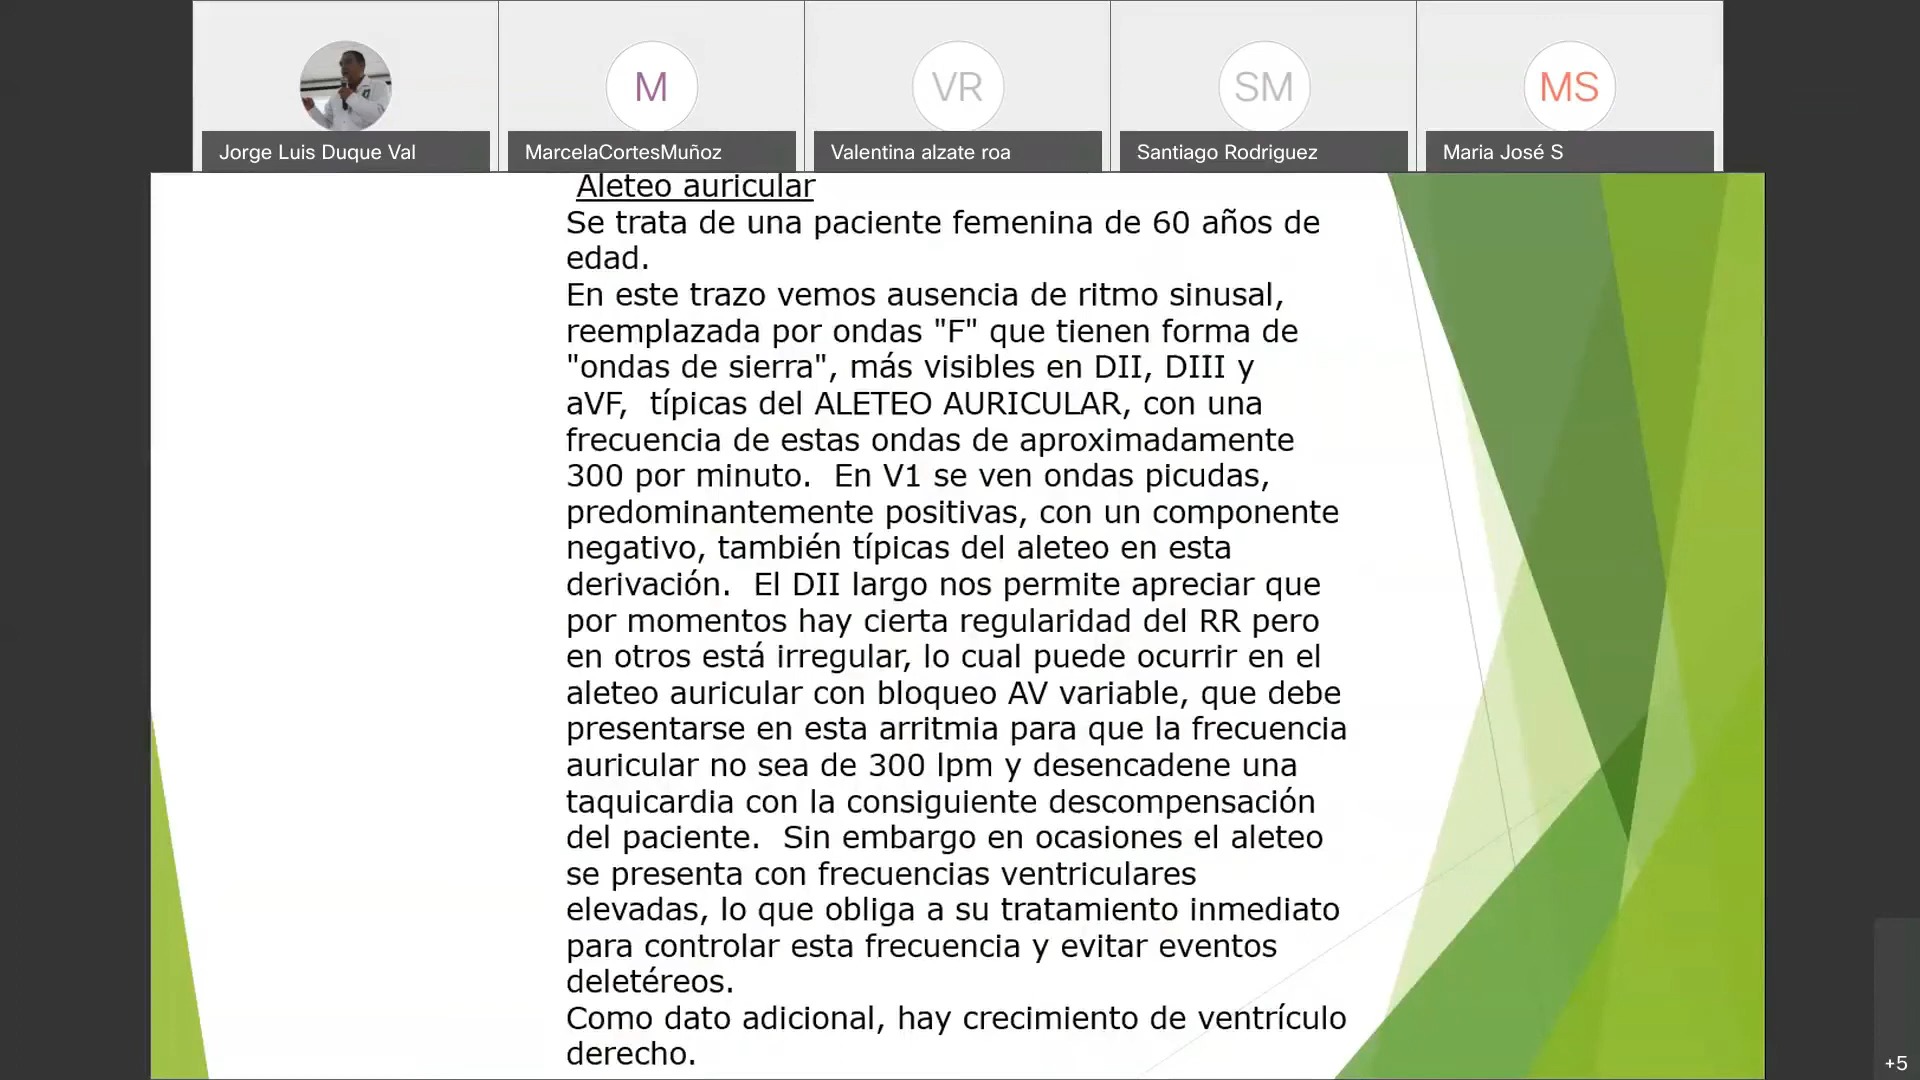 M
VR
SM
MS
Jorge Luis Duque Val
MarcelaCortesMuñoz
Valentina alzate roa
Santiago Rodriguez
Maria José S
Aleteo auricular
Se trata de una paciente femenina de 60 años de
edad.
En este trazo vemos ausencia de ritmo sinusal,
reemplazada por ondas "F" que tienen forma de
"ondas de sierra", más visibles en DII, DIII y
aVF,  típicas del ALETEO AURICULAR, con una
frecuencia de estas ondas de aproximadamente
300 por minuto.  En V1 se ven ondas picudas,
predominantemente positivas, con un componente
negativo, también típicas del aleteo en esta
derivación.  El DII largo nos permite apreciar que
por momentos hay cierta regularidad del RR pero
en otros está irregular, lo cual puede ocurrir en el
aleteo auricular con bloqueo AV variable, que debe
presentarse en esta arritmia para que la frecuencia
auricular no sea de 300 lpm y desencadene una
taquicardia con la consiguiente descompensación
del paciente.  Sin embargo en ocasiones el aleteo
se presenta con frecuencias ventriculares
elevadas, lo que obliga a su tratamiento inmediato
para controlar esta frecuencia y evitar eventos
deletéreos.
Como dato adicional, hay crecimiento de ventrículo
derecho.
+5